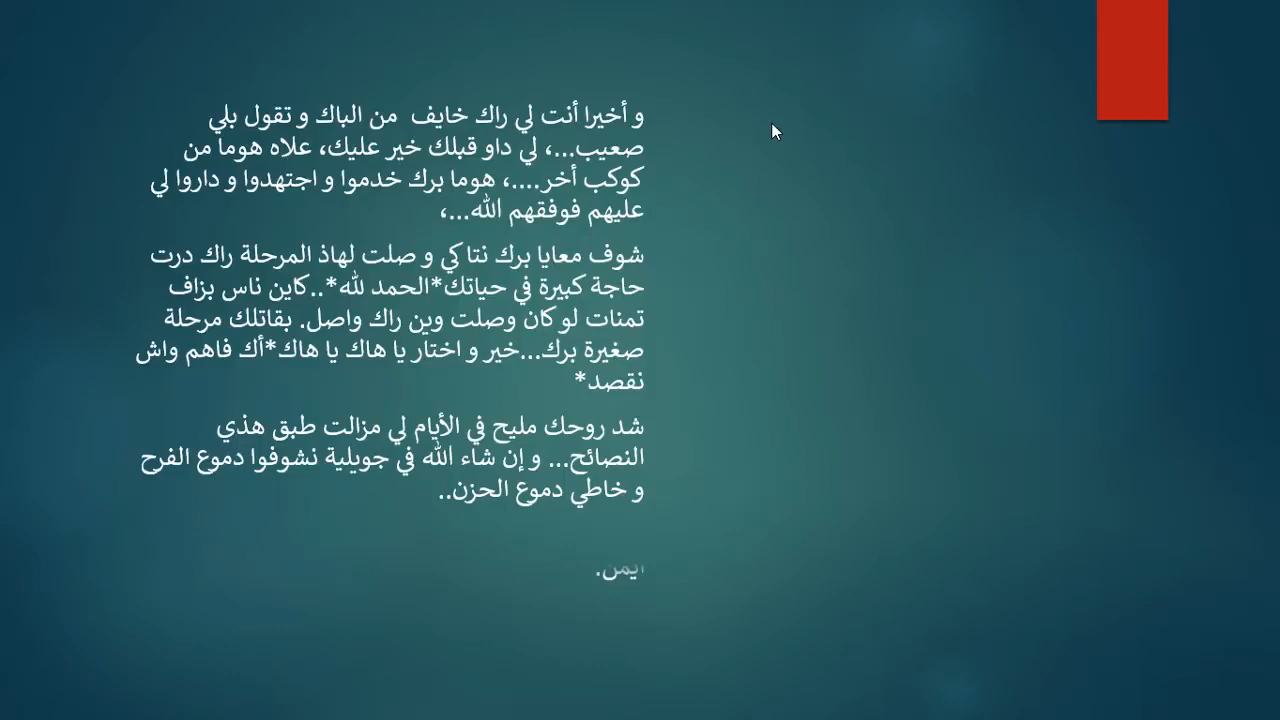 و أخيرا أنت لي راك خايف من الباك و تقول بلي
صعيب...، لي داو قبلك خير عليك، علاه هوما من
كوكب أخر....، هوما برك خدموا و اجتهدوا و داروا لي
عليهم فوفقهم الله...،
شوف معايا برك نتا كي و صلت لهاذ المرحلة راك درت
حاجة كبيرة في حياتك*الحمد لله*..كاين ناس بزاف
تمنات لو كان وصلت وين راك واصل. بقاتلك مرحلة
صغيرة برك...خير و اختار يا هاك يا هاك*أك فاهم واش
نقصد*
شد روحك مليح في الأيام لي مزالت طبق هذي
النصائح... و إن شاء الله في جويلية نشوفوا دموع الفرح
و خاطي دموع الحزن..
ايمن.